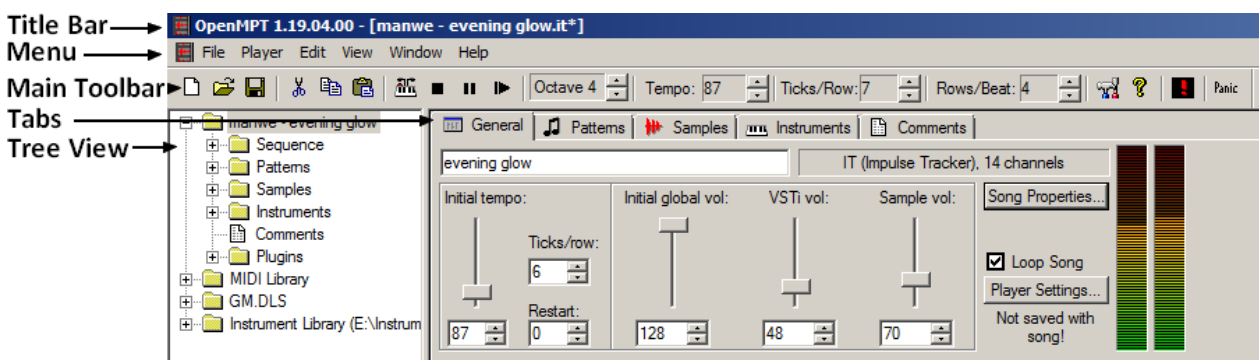 Title Bar
OpenMPT 1.19.04.00 - [manwe - evening glow.it*]
Menu
File Player Edit View Window Help
Main Toolbar
Octave 4 Tempo: 87 Ticks/Row: 7 Rows/Beat: 4 Panic
Tabs
manwe - evening glow
General Patterns Samples Instruments Comments
Tree View
Sequence
Patterns
Samples
Instruments
Comments
Plugins
MIDI Library
GM.DLS
Instrument Library (E:\Instrum
evening glow
IT (Impulse Tracker), 14 channels
Initial tempo:
87
Ticks/row:
6
Restart:
0
Initial global vol:
128
VSTi vol:
48
Sample vol:
70
Song Properties...
Loop Song
Player Settings...
Not saved with
song!